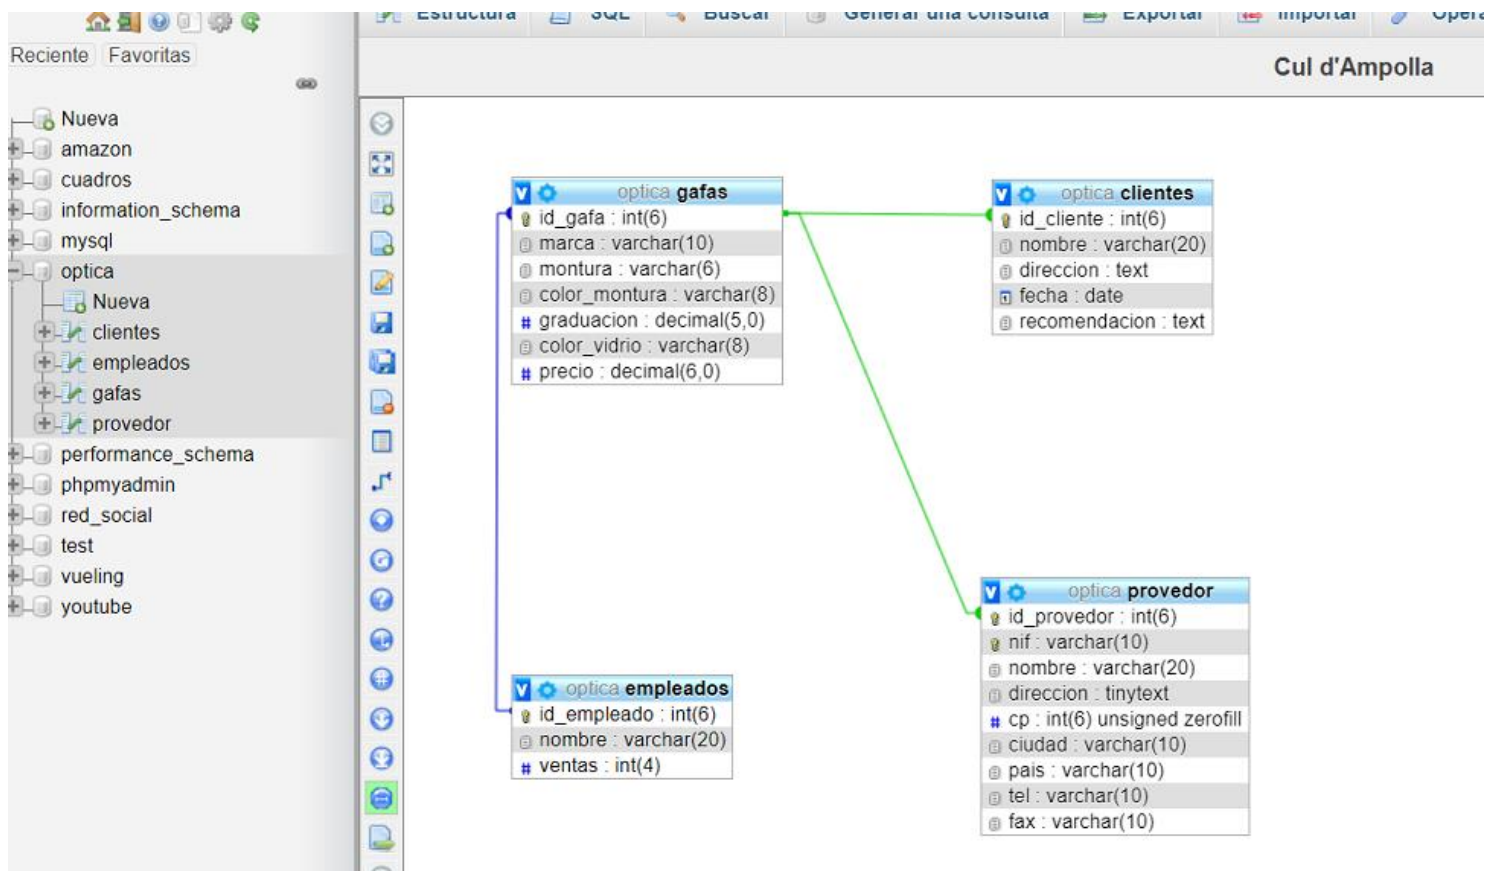 Estructura SQL Buscar Generar una consulta Exportar Importar
Reciente Favoritas
Cul d'Ampolla
Nueva
amazon
cuadros
information_schema
mysql
optica
Nueva
clientes
empleados
gafas
provedor
performance_schema
phpmyadmin
red_social
test
vueling
youtube
optica gafas
id_gafa : int(6)
marca : varchar(10)
montura : varchar(6)
color_montura : varchar(8)
# graduacion : decimal(5,0)
color_vidrio : varchar(8)
# precio : decimal(6,0)
optica clientes
id_cliente : int(6)
nombre : varchar(20)
direccion : text
fecha : date
recomendacion : text
optica empleados
id_empleado : int(6)
nombre : varchar(20)
# ventas : int(4)
optica provedor
id_provedor : int(6)
nif : varchar(10)
nombre : varchar(20)
direccion : tinytext
# cp : int(6) unsigned zerofill
ciudad : varchar(10)
pais : varchar(10)
tel : varchar(10)
fax : varchar(10)